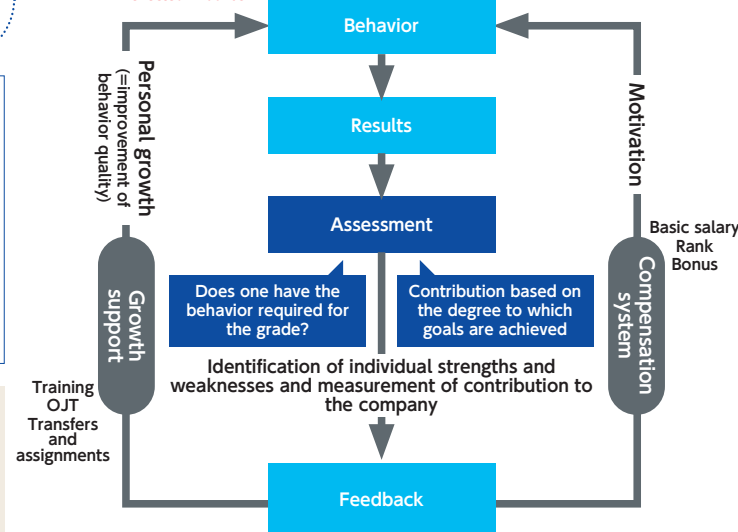 Behavior
Personal growth
(=improvement of
behavior quality)
Motivation
Results
Assessment
Basic salary
Rank
Bonus
Does one have the
behavior required for
the grade?
Contribution based on
the degree to which
goals are achieved
Growth
support
Compensation
system
Identification of individual strengths and
weaknesses and measurement of contribution to
the company
Training
OJT
Transfers
and
assignments
Feedback